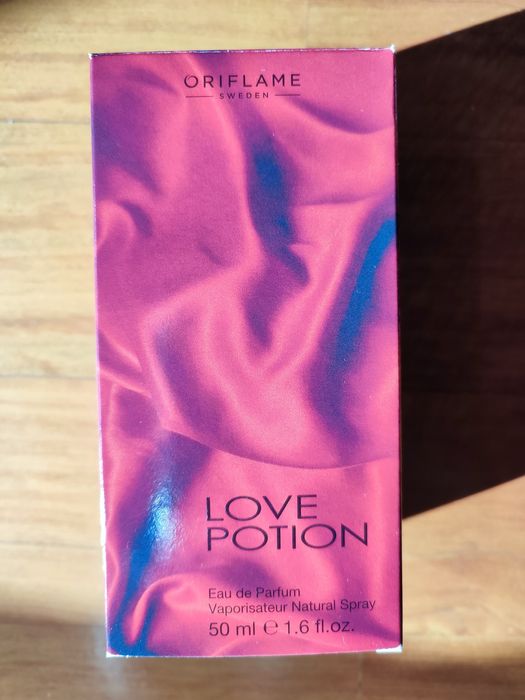 ORIFLAME
SWEDEN
LOVE
POTION
Eau de Parfum
Vaporisateur Natural Spray
50 ml ℮ 1.6 fl.oz.